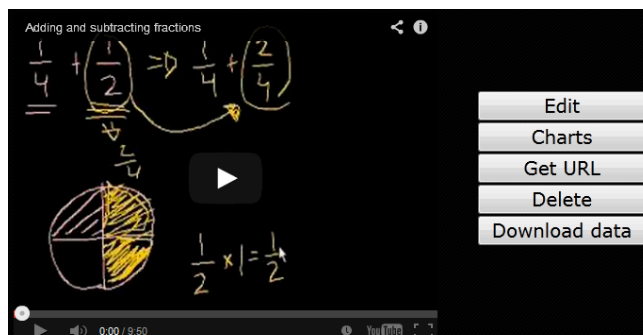 Adding and subtracting fractions
1/4 + 1/2 => 1/4 + 2/4
2/4
1/2 × 1 = 1/2
0:00 / 9:50
YouTube
Edit
Charts
Get URL
Delete
Download data